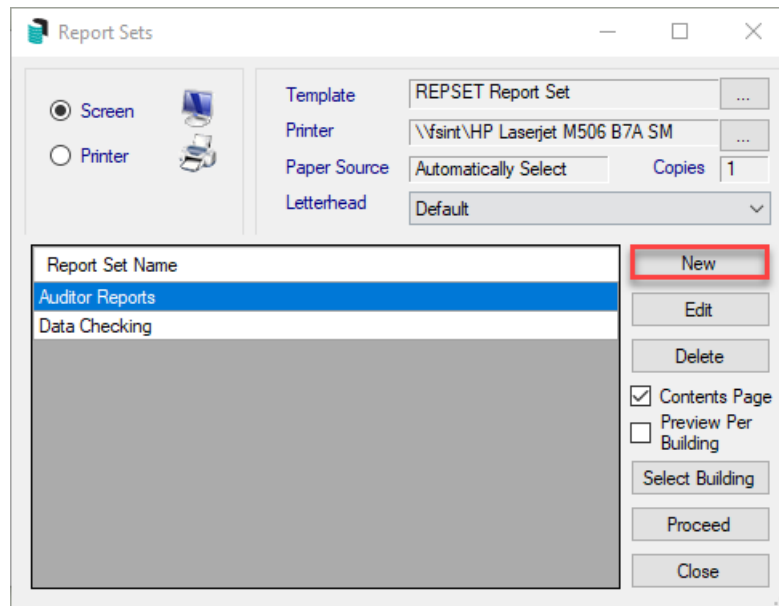 Report Sets
Screen
Printer
Template REPSET Report Set ...
Printer \\fsint\HP Laserjet M506 B7A SM ...
Paper Source Automatically Select Copies 1
Letterhead Default
Report Set Name
Auditor Reports
Data Checking
New
Edit
Delete
Contents Page
Preview Per
Building
Select Building
Proceed
Close